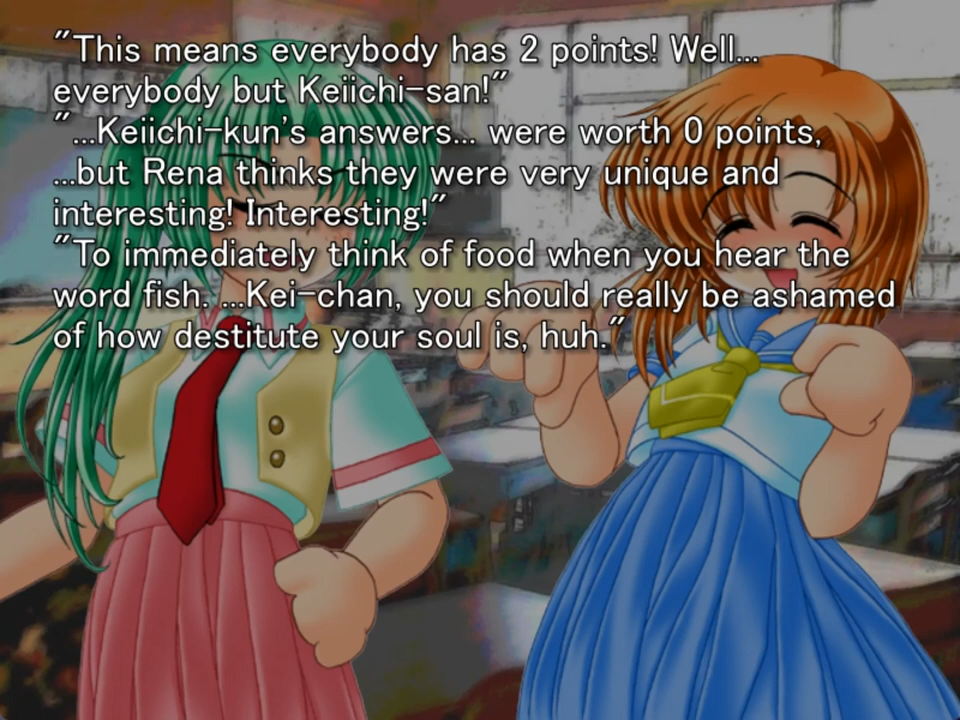 "This means everybody has 2 points! Well...
everybody but Keiichi-san!"
"...Keiichi-kun's answers... were worth 0 points,
...but Rena thinks they were very unique and
interesting! Interesting!"
"To immediately think of food when you hear the
word fish. ...Kei-chan, you should really be ashamed
of how destitute your soul is, huh."